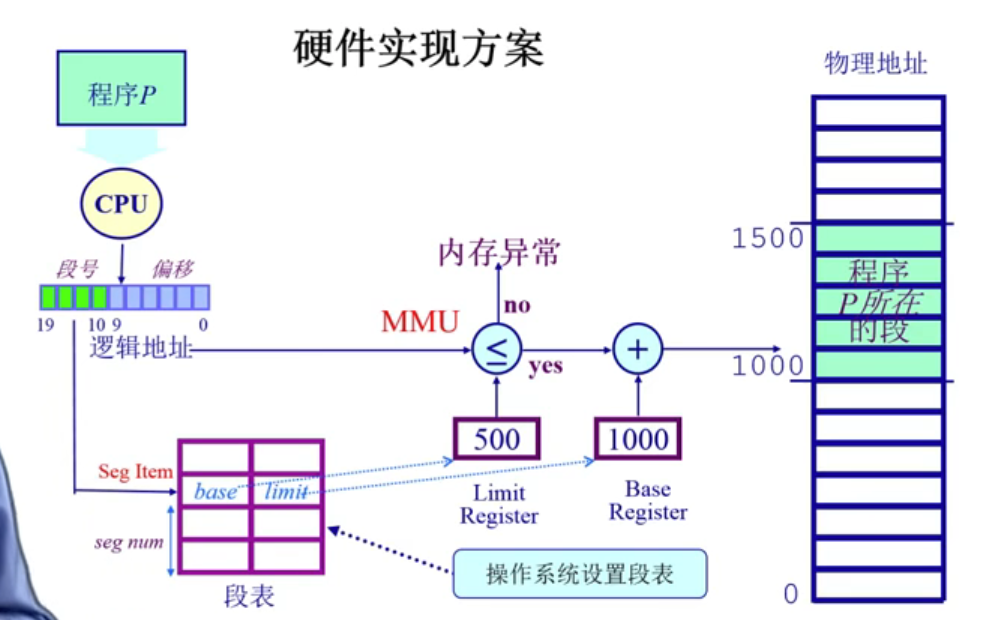 硬件实现方案
程序P
CPU
段号 偏移
19 10 9 0
逻辑地址
MMU
内存异常
no
≤
yes
+
500
1000
Limit
Register
Base
Register
Seg Item
base limit
seg num
段表
操作系统设置段表
物理地址
1500
程序
P所在
的段
1000
0